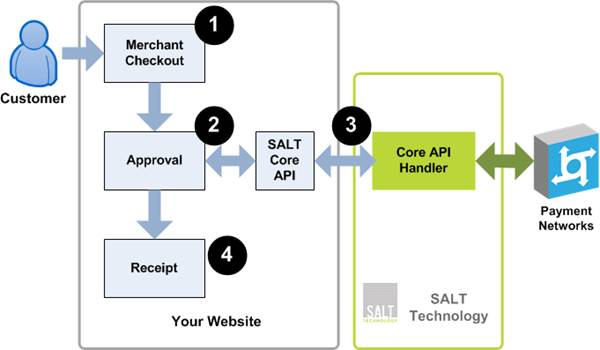 1
Merchant
Checkout
Customer
2
3
Approval
SALT
Core
API
Core API
Handler
Payment
Networks
4
Receipt
Your Website
SALT
TECHNOLOGY
SALT
Technology